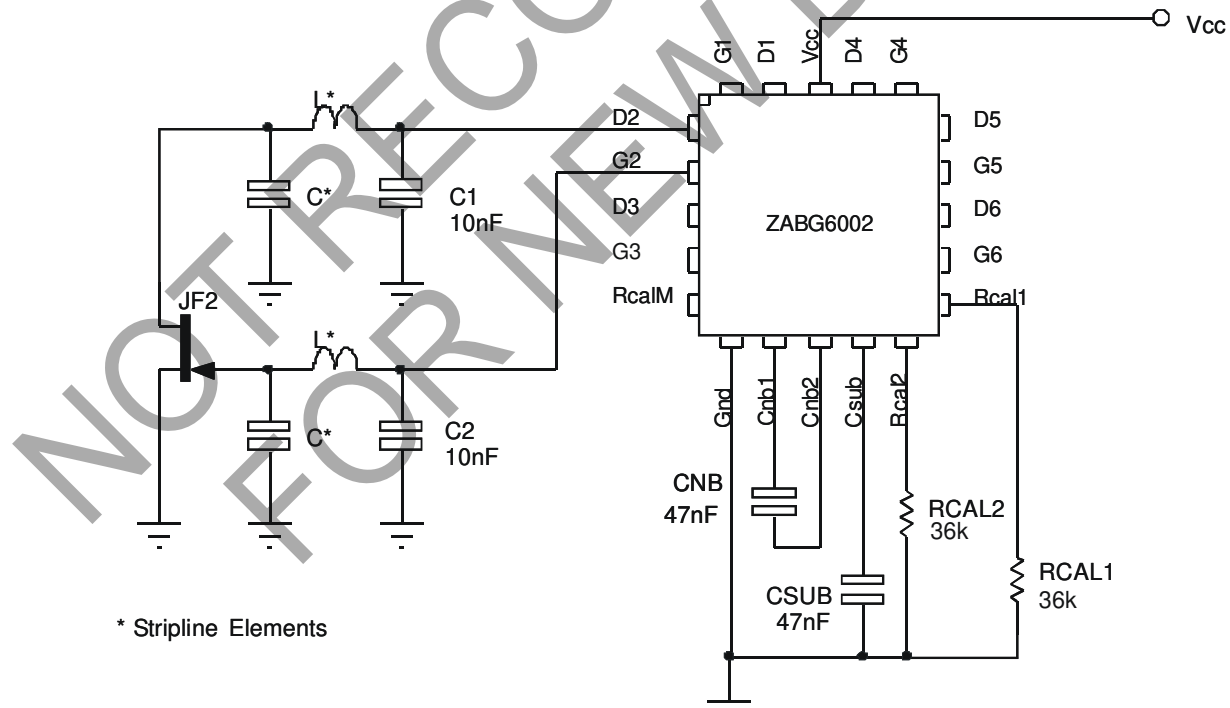 G1
D1
Vcc
D4
G4
Vcc
L*
D2
G2
D3
G3
RcalM
C*
C1
10nF
ZABG6002
D5
G5
D6
G6
Rcal1
JF2
L*
C*
C2
10nF
Gnd
Cnb1
Cnb2
Csub
Rcal2
CNB
47nF
RCAL2
36k
CSUB
47nF
RCAL1
36k
* Stripline Elements
NOT RECO
FOR NEW